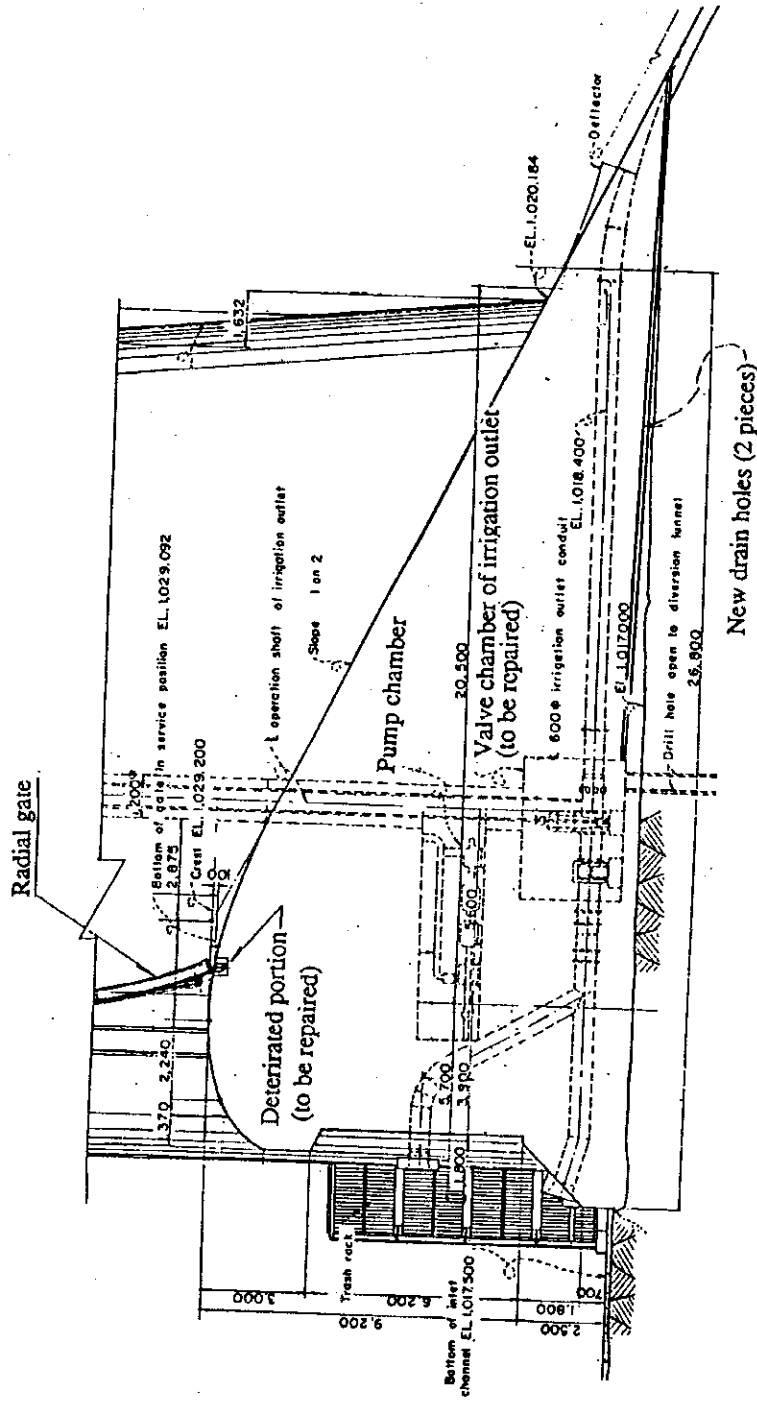 Radial gate
200φ
Bottom of gate in service position EL. 1,029.092
2,875
Crest EL. 1,029.200
100
370
2,240
Deterirated portion
(to be repaired)
℄ operation shaft of irrigation outlet
Slope 1 on 2
1,632
EL. 1,020.184
Deflector
Pump chamber
20,500
Valve chamber of irrigation outlet
(to be repaired)
600φ irrigation outlet conduit
EL. 1,018.400
El. 1,017.000
Drill hole open to diversion tunnel
26,800
New drain holes (2 pieces)
5,600
5,700
3,900
1,800
Trash rack
3,000
6,200
9,200
700
1,800
2,500
Bottom of inlet
channel EL. 1,017.500